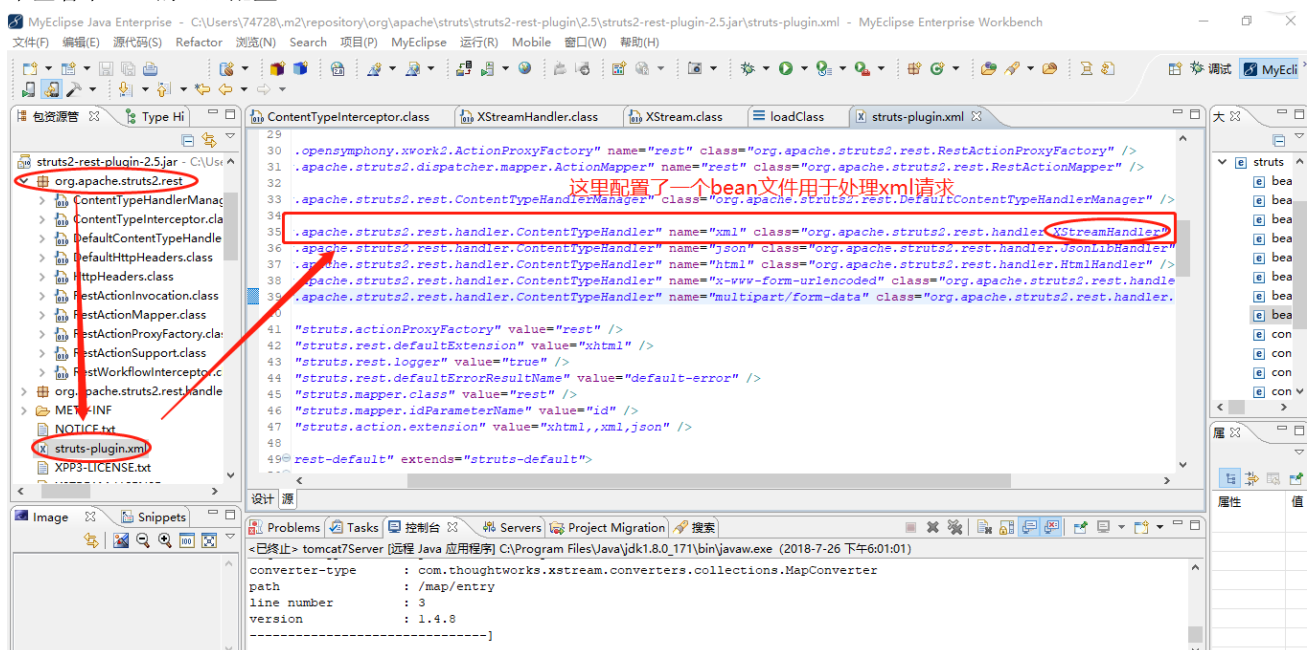 MyEclipse Java Enterprise - C:\Users\74728\.m2\repository\org\apache\struts\struts2-rest-plugin\2.5\struts2-rest-plugin-2.5.jar\struts-plugin.xml - MyEclipse Enterprise Workbench
文件(F) 编辑(E) 源代码(S) Refactor 浏览(N) Search 项目(P) MyEclipse 运行(R) Mobile 窗口(W) 帮助(H)
调试 MyEcli
包资源管 Type Hi
ContentTypeInterceptor.class XStreamHandler.class XStream.class loadClass struts-plugin.xml
大
struts2-rest-plugin-2.5.jar - C:\Use
org.apache.struts2.rest
ContentTypeHandlerManag
ContentTypeInterceptor.cla
DefaultContentTypeHandle
DefaultHttpHeaders.class
HttpHeaders.class
RestActionInvocation.class
RestActionMapper.class
RestActionProxyFactory.cla
RestActionSupport.class
RestWorkflowInterceptor.c
org.apache.struts2.rest.handle
META-INF
NOTICE.txt
struts-plugin.xml
XPP3-LICENSE.txt
29
30 .opensymphony.xwork2.ActionProxyFactory" name="rest" class="org.apache.struts2.rest.RestActionProxyFactory" />
31 .apache.struts2.dispatcher.mapper.ActionMapper" name="rest" class="org.apache.struts2.rest.RestActionMapper" />
32
这里配置了一个bean文件用于处理xml请求
33 .apache.struts2.rest.ContentTypeHandlerManager" class="org.apache.struts2.rest.DefaultContentTypeHandlerManager" />
34
35 .apache.struts2.rest.handler.ContentTypeHandler" name="xml" class="org.apache.struts2.rest.handler.XStreamHandler"
36 .apache.struts2.rest.handler.ContentTypeHandler" name="json" class="org.apache.struts2.rest.handler.JsonLibHandler"
37 .apache.struts2.rest.handler.ContentTypeHandler" name="html" class="org.apache.struts2.rest.handler.HtmlHandler" />
38 .apache.struts2.rest.handler.ContentTypeHandler" name="x-www-form-urlencoded" class="org.apache.struts2.rest.handle
39 .apache.struts2.rest.handler.ContentTypeHandler" name="multipart/form-data" class="org.apache.struts2.rest.handler.
40
41 "struts.actionProxyFactory" value="rest" />
42 "struts.rest.defaultExtension" value="xhtml" />
43 "struts.rest.logger" value="true" />
44 "struts.rest.defaultErrorResultName" value="default-error" />
45 "struts.mapper.class" value="rest" />
46 "struts.mapper.idParameterName" value="id" />
47 "struts.action.extension" value="xhtml,,xml,json" />
48
49 rest-default" extends="struts-default">
设计 源
struts
bea
bea
bea
bea
bea
bea
bea
bea
con
con
con
con
属
属性 值
Image Snippets
Problems Tasks 控制台 Servers Project Migration 搜索
<已终止> tomcat7Server [远程 Java 应用程序] C:\Program Files\Java\jdk1.8.0_171\bin\javaw.exe (2018-7-26 下午6:01:01)
converter-type : com.thoughtworks.xstream.converters.collections.MapConverter
path : /map/entry
line number : 3
version : 1.4.8
-------------------------------]